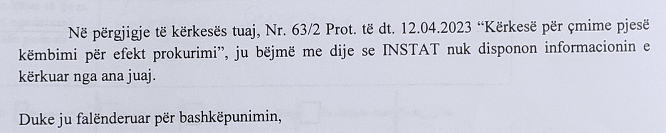 Në përgjigje të kërkesës tuaj, Nr. 63/2 Prot. të dt. 12.04.2023 “Kërkesë për çmime pjesë
këmbimi për efekt prokurimi”, ju bëjmë me dije se INSTAT nuk disponon informacionin e
kërkuar nga ana juaj.
Duke ju falënderuar për bashkëpunimin,